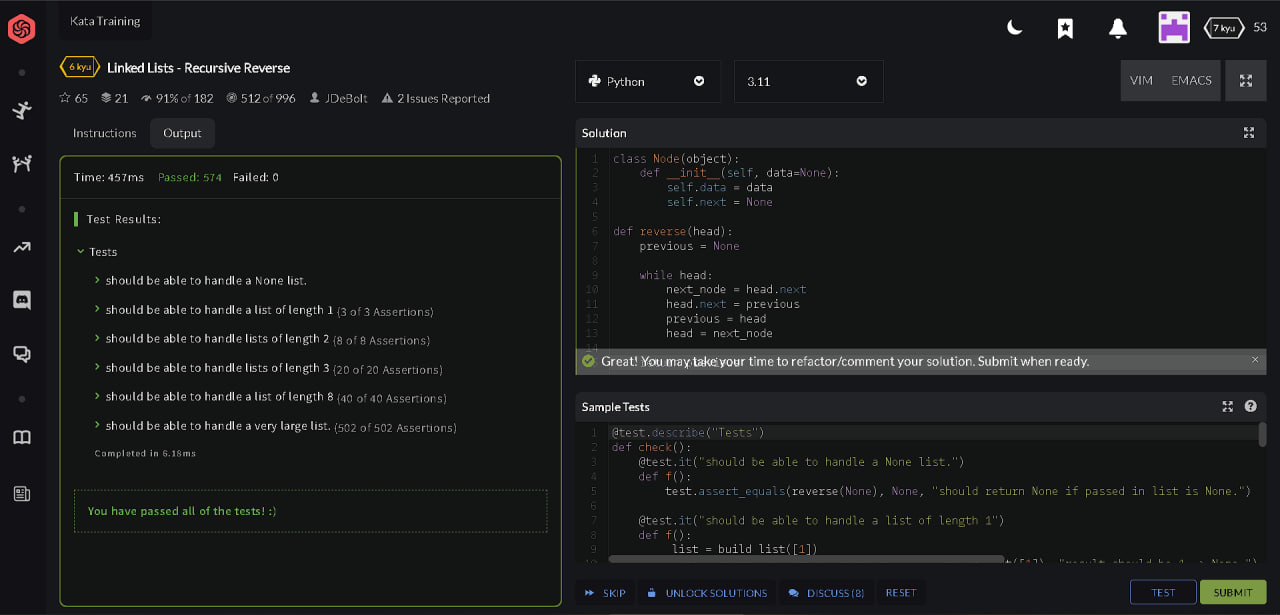 Kata Training
7 kyu 53
6 kyu Linked Lists - Recursive Reverse
65 21 91% of 182 512 of 996 JDeBolt 2 Issues Reported
Instructions Output
Time: 457ms Passed: 574 Failed: 0
Test Results:
Tests
should be able to handle a None list.
should be able to handle a list of length 1 (3 of 3 Assertions)
should be able to handle lists of length 2 (8 of 8 Assertions)
should be able to handle lists of length 3 (20 of 20 Assertions)
should be able to handle a list of length 8 (40 of 40 Assertions)
should be able to handle a very large list. (502 of 502 Assertions)
Completed in 6.18ms
You have passed all of the tests! :)
Python 3.11 VIM EMACS
Solution
1 class Node(object):
2 def __init__(self, data=None):
3 self.data = data
4 self.next = None
5
6 def reverse(head):
7 previous = None
8
9 while head:
10 next_node = head.next
11 head.next = previous
12 previous = head
13 head = next_node
14
Great! You may take your time to refactor/comment your solution. Submit when ready.
Sample Tests
1 @test.describe("Tests")
2 def check():
3 @test.it("should be able to handle a None list.")
4 def f():
5 test.assert_equals(reverse(None), None, "should return None if passed in list is None.")
6
7 @test.it("should be able to handle a list of length 1")
8 def f():
9 list = build_list([1])
SKIP UNLOCK SOLUTIONS DISCUSS (8) RESET TEST SUBMIT